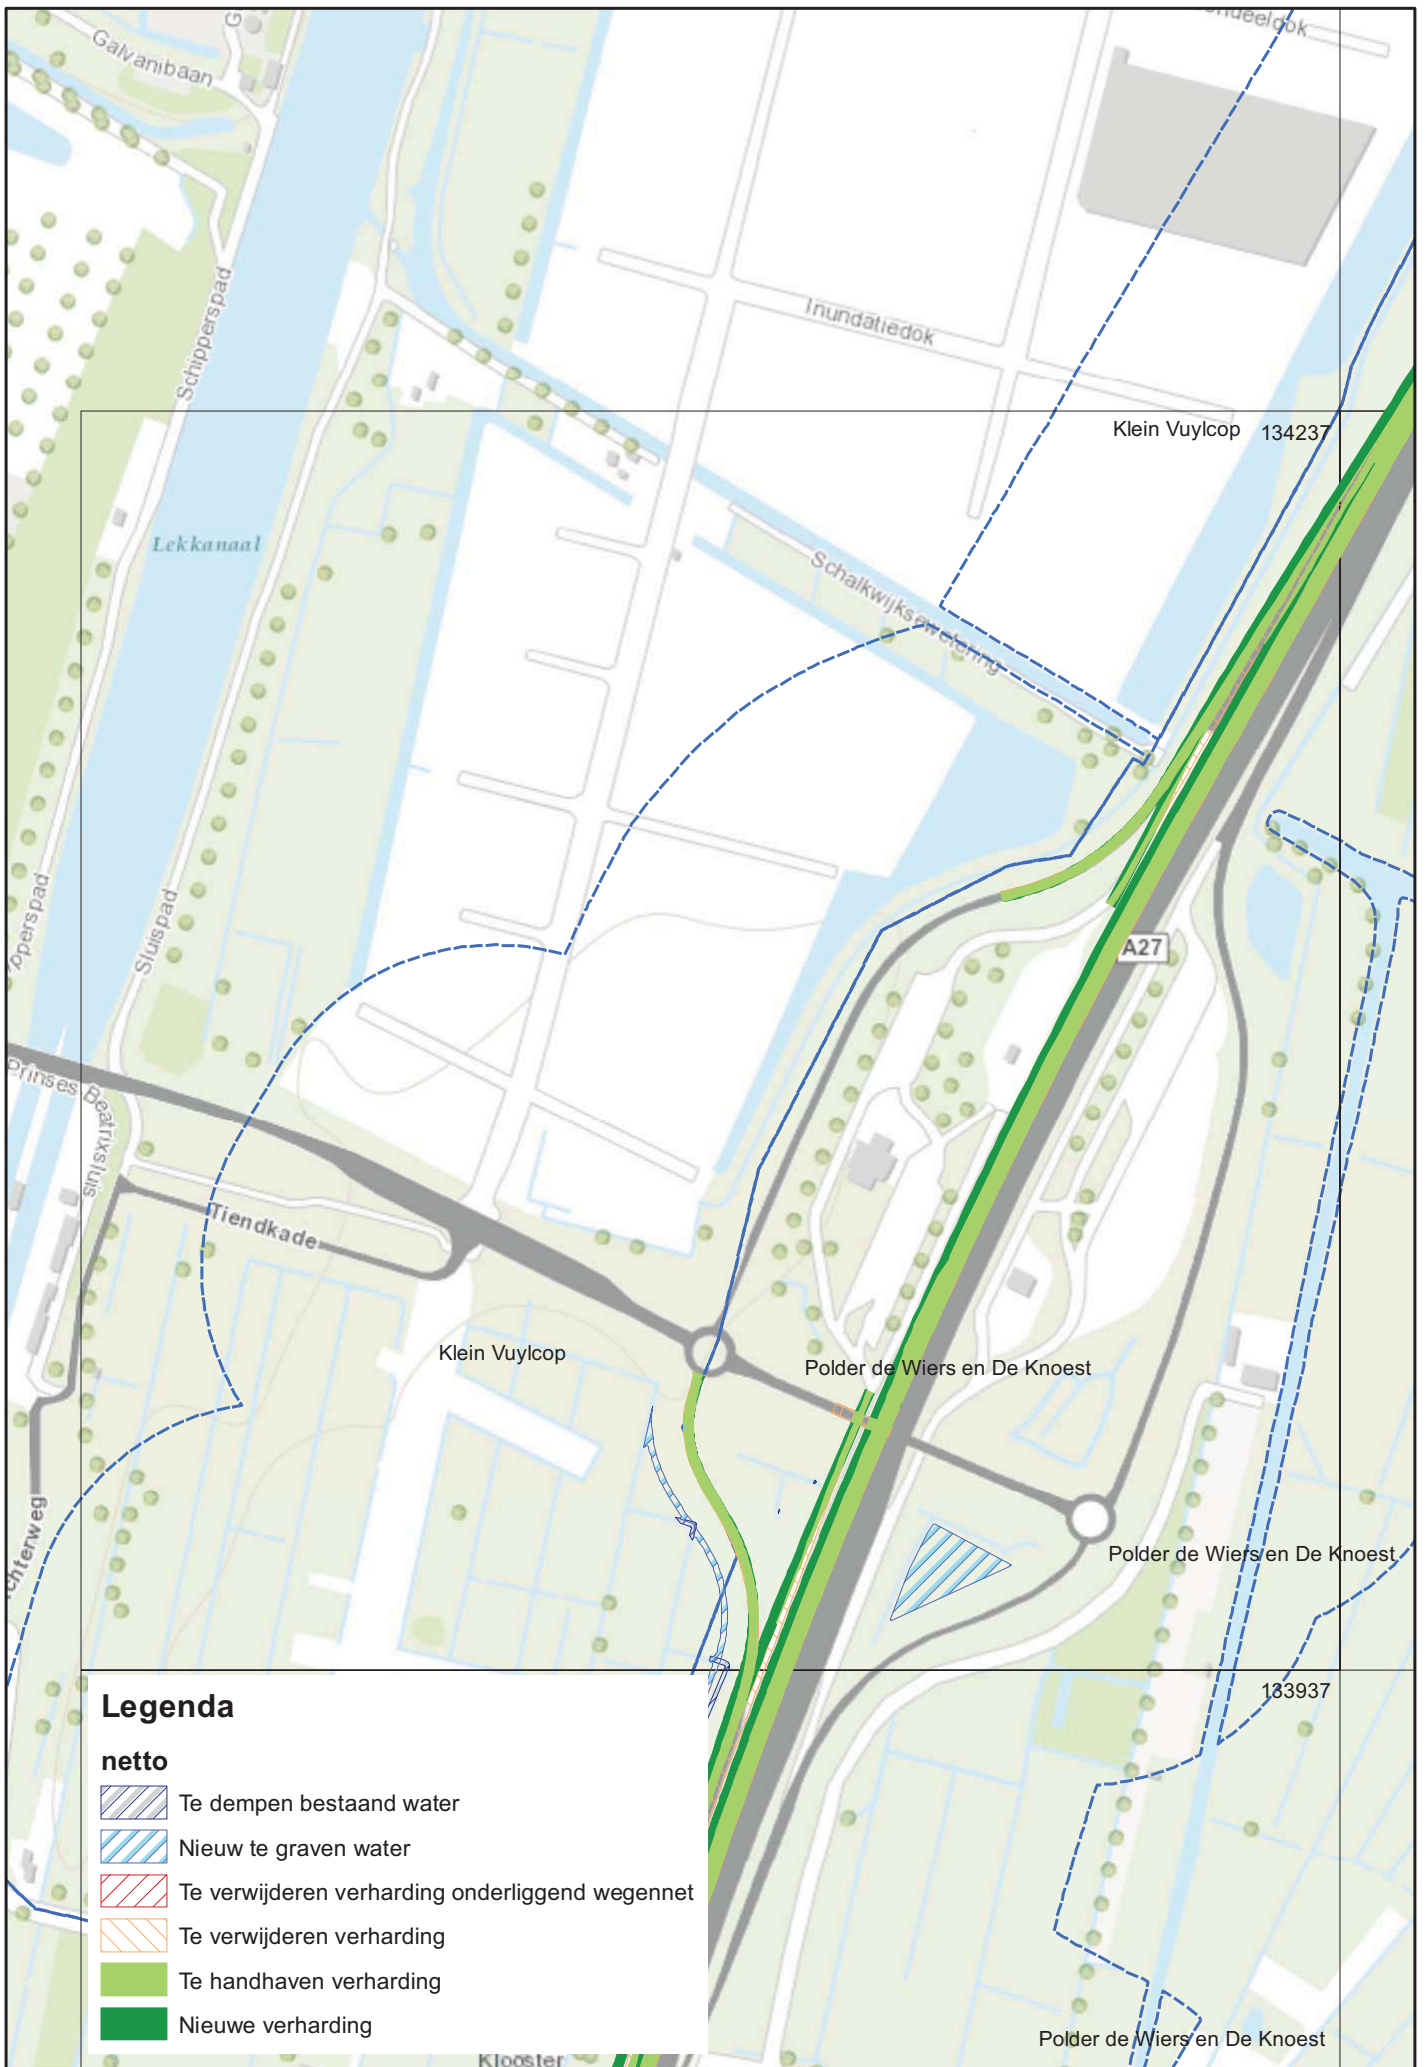 Galvanibaan
Inundatiedok
Schipperspad
Klein Vuylcop
134237
Lekkanaal
Schalkwijksewetering
A27
Sluispad
Prinses Beatrixsluis
Tiendkade
Klein Vuylcop
Polder de Wiers en De Knoest
Polder de Wiers en De Knoest
133937
Legenda
netto
Te dempen bestaand water
Nieuw te graven water
Te verwijderen verharding onderliggend wegennet
Te verwijderen verharding
Te handhaven verharding
Nieuwe verharding
Polder de Wiers en De Knoest
Klooster